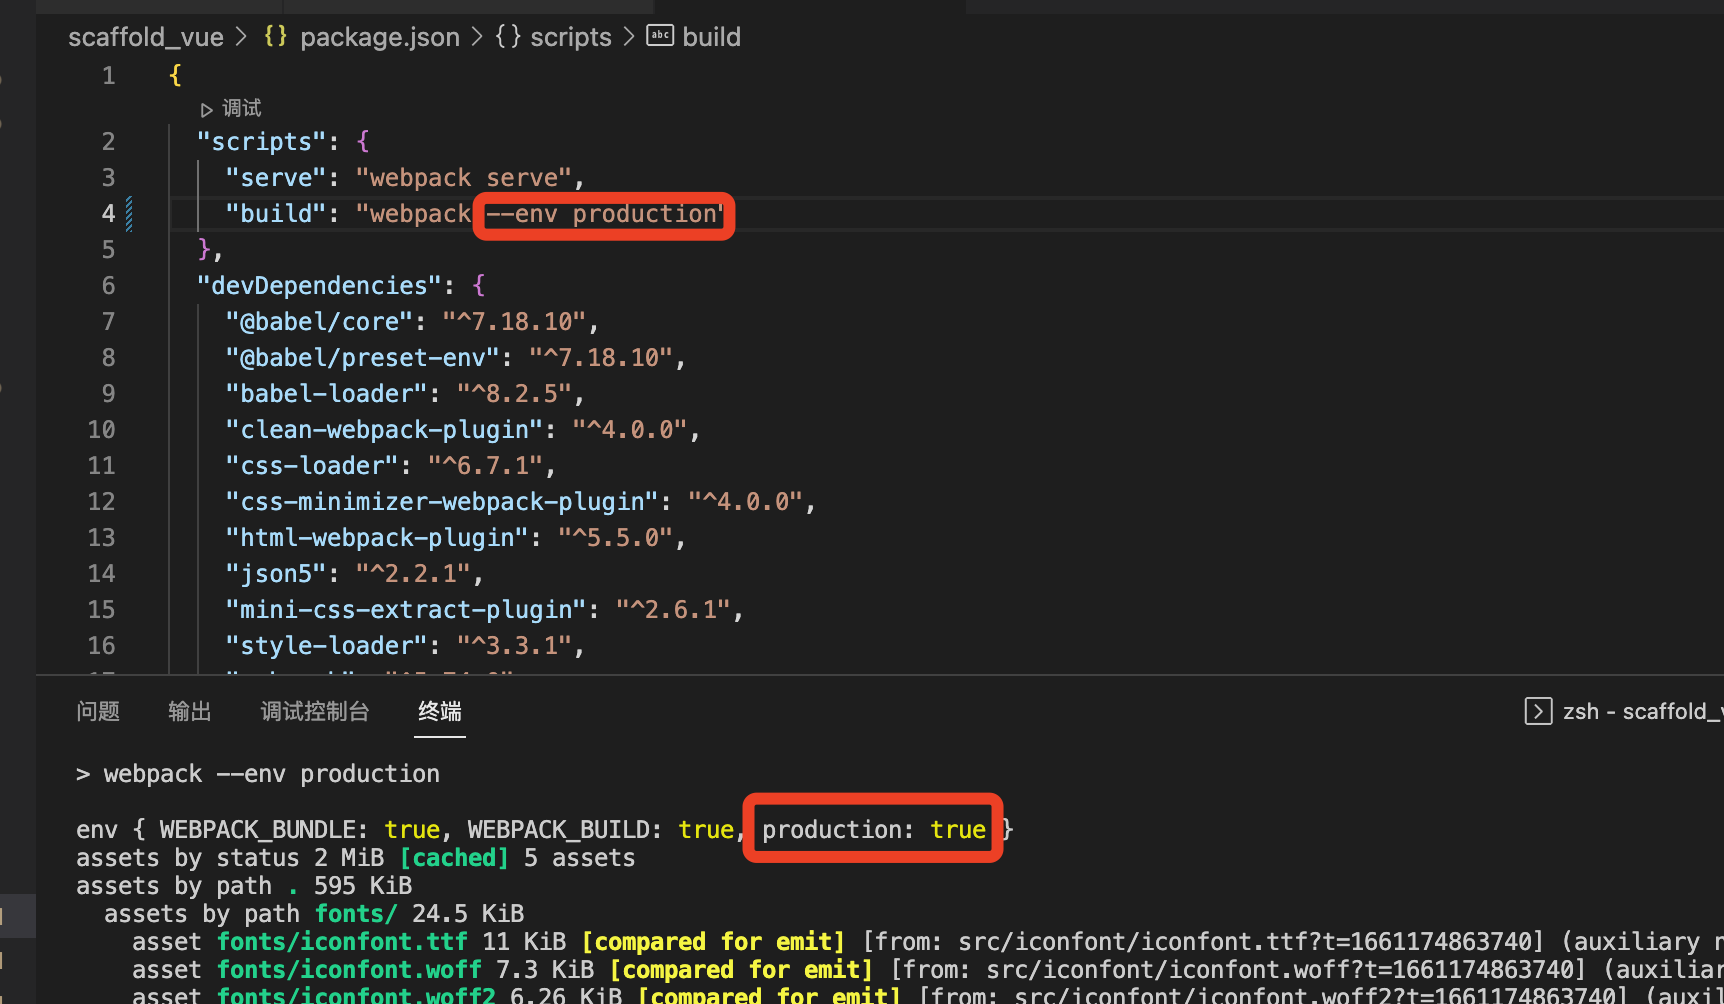 scaffold_vue > {} package.json > {} scripts > abc build
1 {
调试
2 "scripts": {
3 "serve": "webpack serve",
4 "build": "webpack --env production"
5 },
6 "devDependencies": {
7 "@babel/core": "^7.18.10",
8 "@babel/preset-env": "^7.18.10",
9 "babel-loader": "^8.2.5",
10 "clean-webpack-plugin": "^4.0.0",
11 "css-loader": "^6.7.1",
12 "css-minimizer-webpack-plugin": "^4.0.0",
13 "html-webpack-plugin": "^5.5.0",
14 "json5": "^2.2.1",
15 "mini-css-extract-plugin": "^2.6.1",
16 "style-loader": "^3.3.1",
问题 输出 调试控制台 终端 zsh - scaffold_v
> webpack --env production
env { WEBPACK_BUNDLE: true, WEBPACK_BUILD: true, production: true }
assets by status 2 MiB [cached] 5 assets
assets by path . 595 KiB
assets by path fonts/ 24.5 KiB
asset fonts/iconfont.ttf 11 KiB [compared for emit] [from: src/iconfont/iconfont.ttf?t=1661174863740] (auxiliary n
asset fonts/iconfont.woff 7.3 KiB [compared for emit] [from: src/iconfont/iconfont.woff?t=1661174863740] (auxiliar
asset fonts/iconfont.woff2 6.26 KiB [compared for emit] [from: src/iconfont/iconfont.woff2?t=1661174863740] (auxil